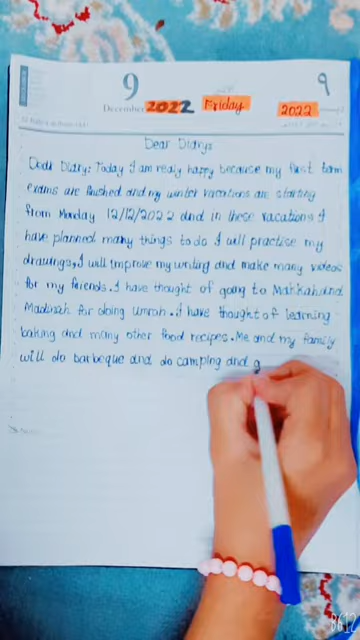 9
9
December 2022 Friday 2022
Dear Diary:
Dear Diary: Today I am realy happy because my first term
exams are finished and my winter vacations are starting
from Monday 12/12/2022 and in these vacations I
have planned many things to do I will practise my
drawings, I will improve my writing and make many videos
for my friends. I have thought of going to Makkah and
Madinah for doing Umrah. I have thought of learning
baking and many other food recipes. Me and my family
will do barbeque and do camping and g
B612